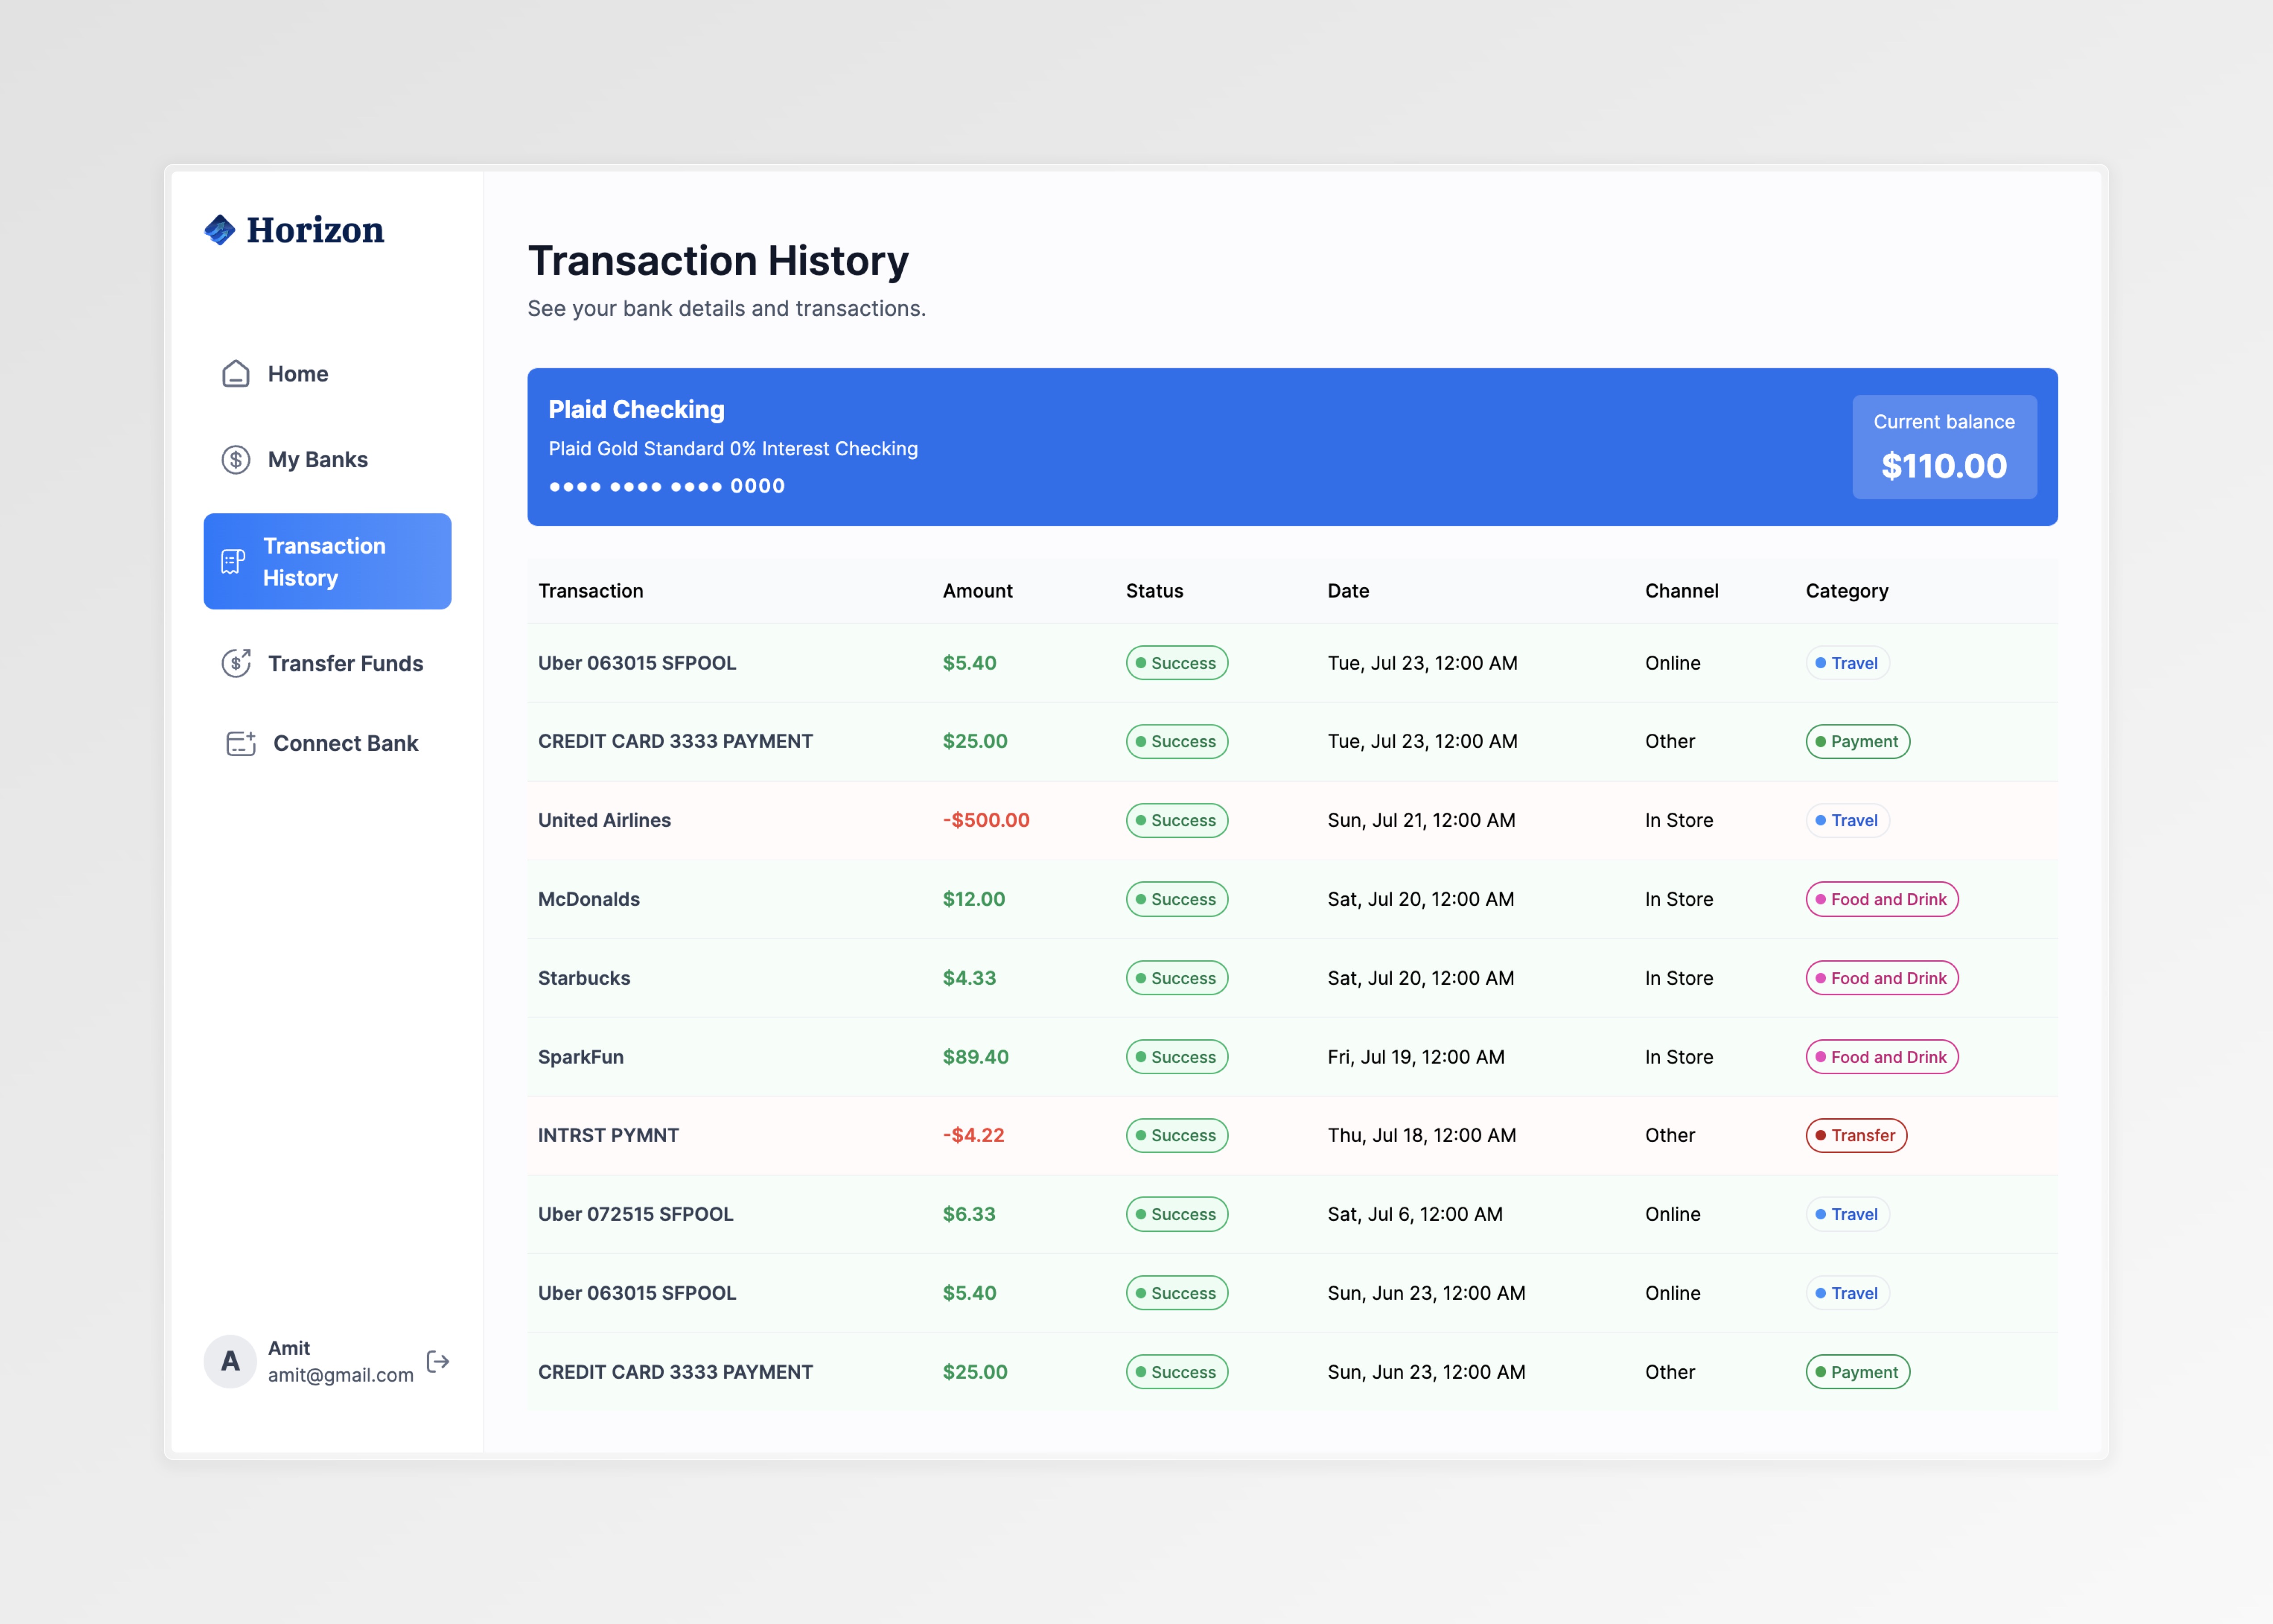 Horizon
Home
My Banks
Transaction
History
Transfer Funds
Connect Bank
A
Amit
amit@gmail.com
Transaction History
See your bank details and transactions.
Plaid Checking
Plaid Gold Standard 0% Interest Checking
●●●● ●●●● ●●●● 0000
Current balance
$110.00
Transaction Amount Status Date Channel Category
Uber 063015 SFPOOL $5.40 Success Tue, Jul 23, 12:00 AM Online Travel
CREDIT CARD 3333 PAYMENT $25.00 Success Tue, Jul 23, 12:00 AM Other Payment
United Airlines -$500.00 Success Sun, Jul 21, 12:00 AM In Store Travel
McDonalds $12.00 Success Sat, Jul 20, 12:00 AM In Store Food and Drink
Starbucks $4.33 Success Sat, Jul 20, 12:00 AM In Store Food and Drink
SparkFun $89.40 Success Fri, Jul 19, 12:00 AM In Store Food and Drink
INTRST PYMNT -$4.22 Success Thu, Jul 18, 12:00 AM Other Transfer
Uber 072515 SFPOOL $6.33 Success Sat, Jul 6, 12:00 AM Online Travel
Uber 063015 SFPOOL $5.40 Success Sun, Jun 23, 12:00 AM Online Travel
CREDIT CARD 3333 PAYMENT $25.00 Success Sun, Jun 23, 12:00 AM Other Payment